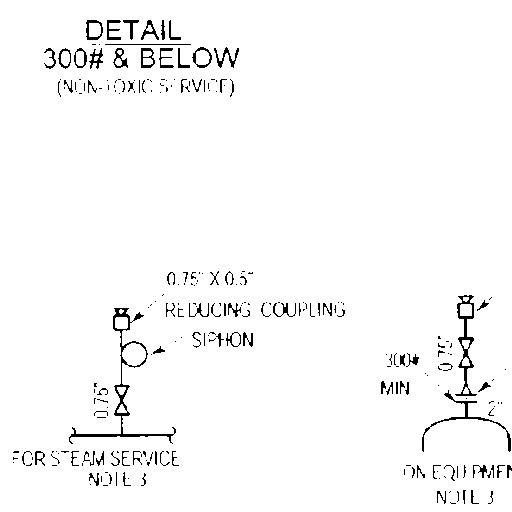 DETAIL
300# & BELOW
(NON-TOXIC SERVICE)
0.75" X 0.5"
REDUCING COUPLING
SIPHON
0.75"
FOR STEAM SERVICE
NOTE 3
0.75"
300#
MIN
2"
ON EQUIPMEN
NOTE 3